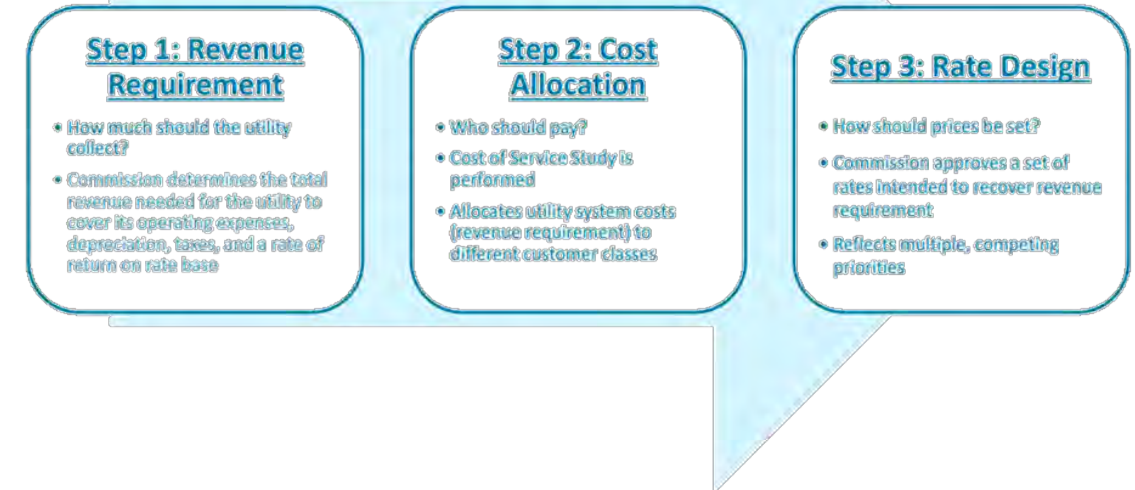 Step 1: Revenue
Requirement
• How much should the utility
collect?
• Commission determines the total
revenue needed for the utility to
cover its operating expenses,
depreciation, taxes, and a rate of
return on rate base
Step 2: Cost
Allocation
• Who should pay?
• Cost of Service Study is
performed
• Allocates utility system costs
(revenue requirement) to
different customer classes
Step 3: Rate Design
• How should prices be set?
• Commission approves a set of
rates intended to recover revenue
requirement
• Reflects multiple, competing
priorities